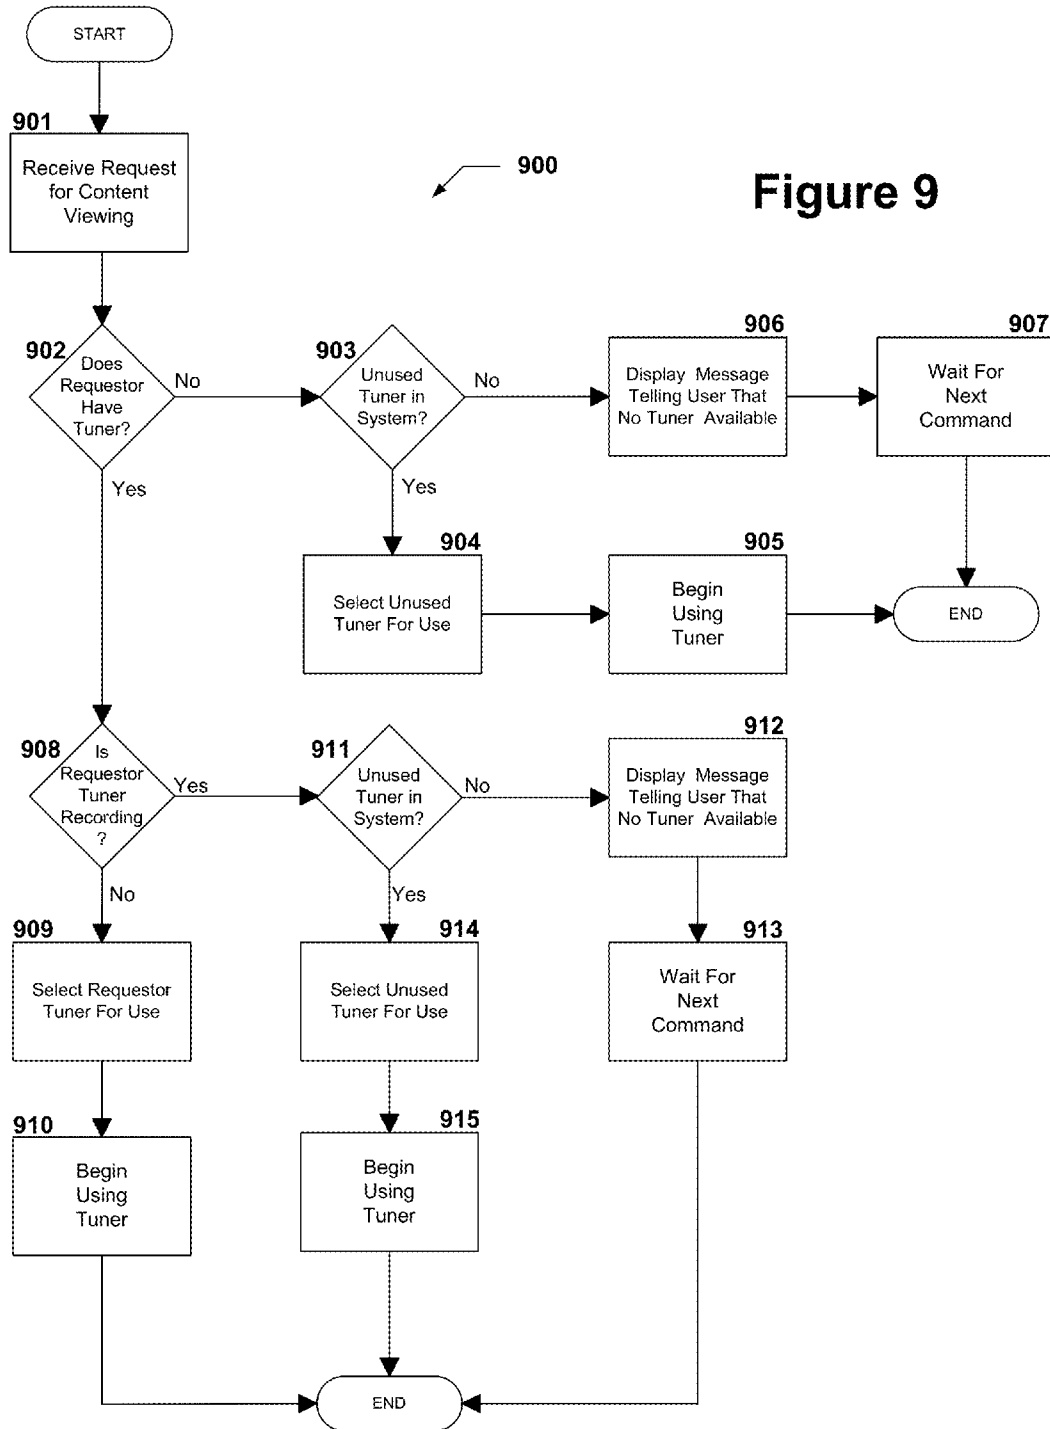 START
901
Receive Request
for Content
Viewing
900
Figure 9
902
Does
Requestor
Have
Tuner?
No
903
Unused
Tuner in
System?
No
906
Display Message
Telling User That
No Tuner Available
907
Wait For
Next
Command
Yes
Yes
904
Select Unused
Tuner For Use
905
Begin
Using
Tuner
END
908
Is
Requestor
Tuner
Recording
?
Yes
911
Unused
Tuner in
System?
No
912
Display Message
Telling User That
No Tuner Available
No
Yes
909
Select Requestor
Tuner For Use
914
Select Unused
Tuner For Use
913
Wait For
Next
Command
910
Begin
Using
Tuner
915
Begin
Using
Tuner
END